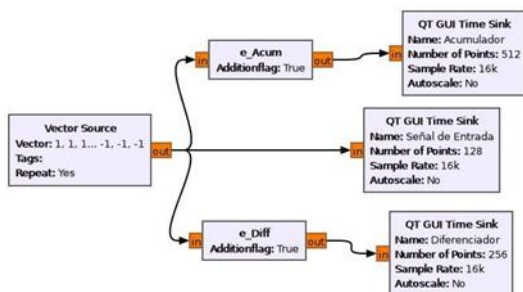 QT GUI Time Sink
Name: Acumulador
Number of Points: 512
Sample Rate: 16k
Autoscale: No
in
e_Acum
Additionflag: True
out
in
Vector Source
Vector: 1, 1, 1... -1, -1, -1
Tags:
Repeat: Yes
out
in
QT GUI Time Sink
Name: Señal de Entrada
Number of Points: 128
Sample Rate: 16k
Autoscale: No
in
e_Diff
Additionflag: True
out
in
QT GUI Time Sink
Name: Diferenciador
Number of Points: 256
Sample Rate: 16k
Autoscale: No